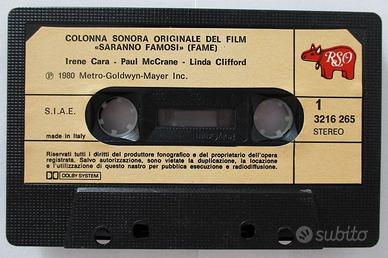 COLONNA SONORA ORIGINALE DEL FILM
«SARANNO FAMOSI» (FAME)
Irene Cara - Paul McCrane - Linda Clifford
℗ 1980 Metro-Goldwyn-Mayer Inc.
RSO
S.I.A.E.
1
3216 265
STEREO
made in Italy
Riservati tutti i diritti del produttore fonografico e del proprietario dell'opera
registrata. Salvo autorizzazione, sono vietate la duplicazione, la locazione
e l'utilizzazione di questo nastro per pubblica esecuzione e radiodiffusione.
DOLBY SYSTEM
subito